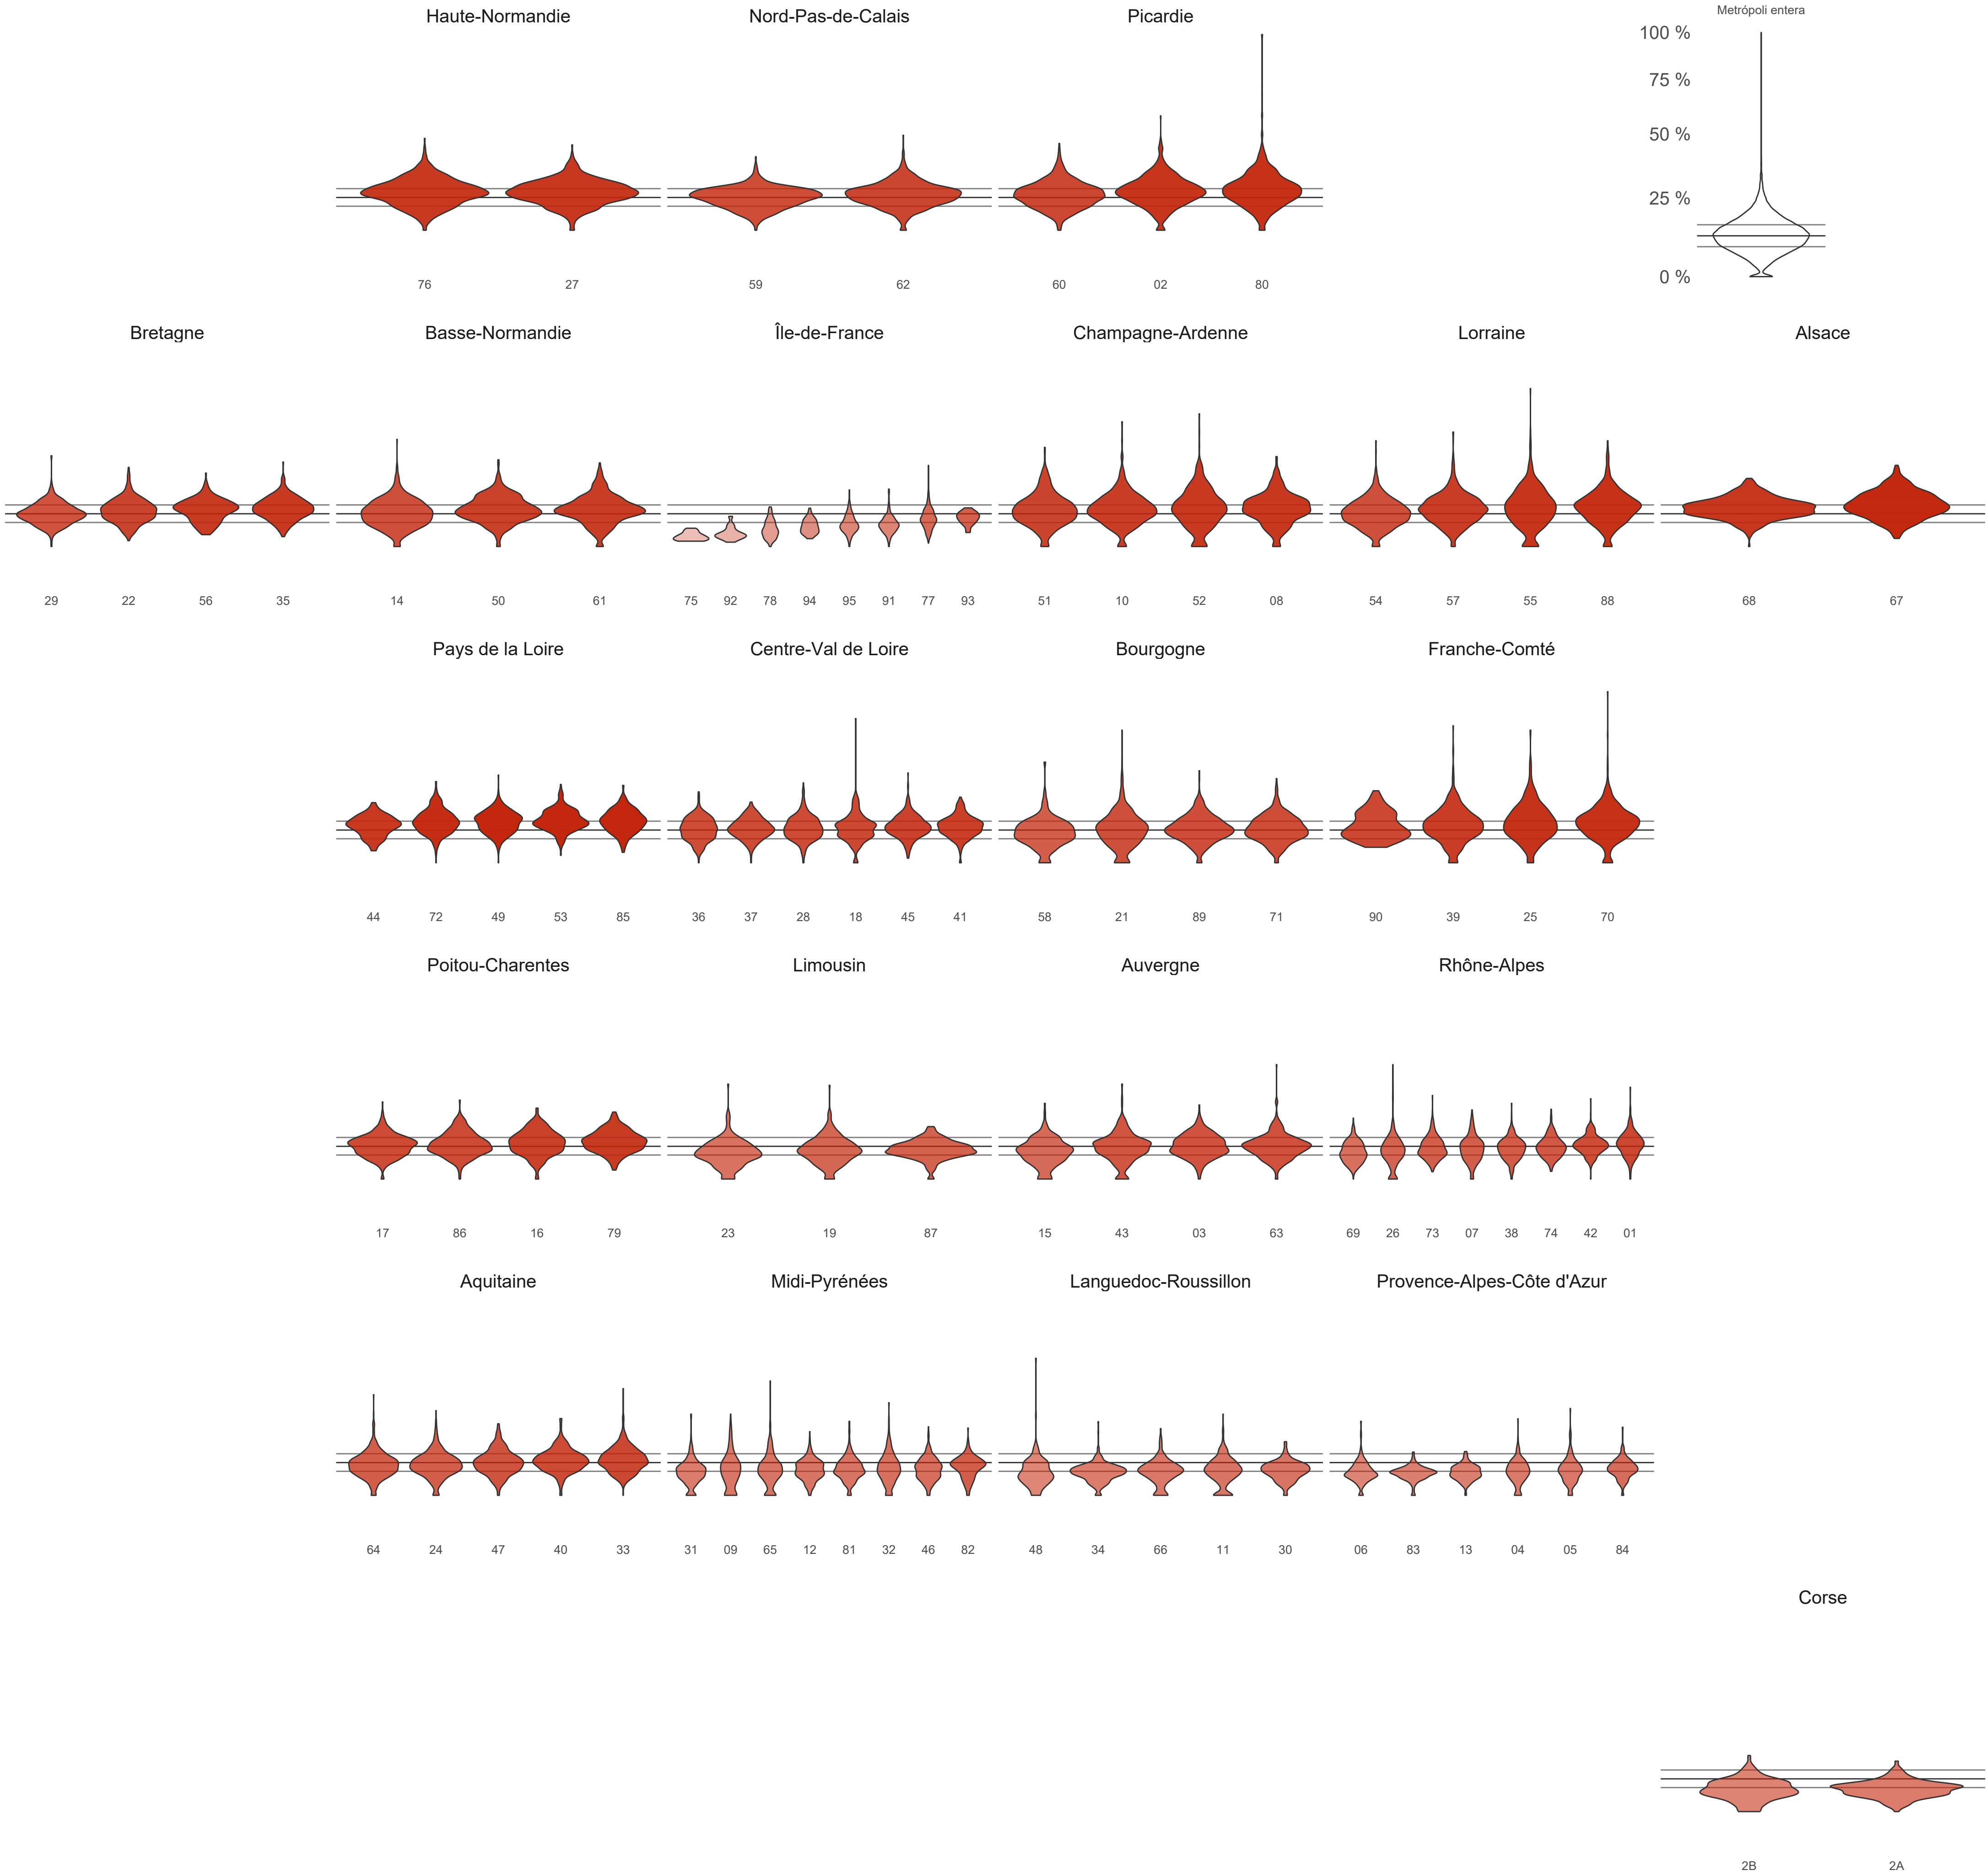 Haute-Normandie Nord-Pas-de-Calais Picardie Metrópoli entera
100 %
75 %
50 %
25 %
0 %
76 27 59 62 60 02 80
Bretagne Basse-Normandie Île-de-France Champagne-Ardenne Lorraine Alsace
29 22 56 35 14 50 61 75 92 78 94 95 91 77 93 51 10 52 08 54 57 55 88 68 67
Pays de la Loire Centre-Val de Loire Bourgogne Franche-Comté
44 72 49 53 85 36 37 28 18 45 41 58 21 89 71 90 39 25 70
Poitou-Charentes Limousin Auvergne Rhône-Alpes
17 86 16 79 23 19 87 15 43 03 63 69 26 73 07 38 74 42 01
Aquitaine Midi-Pyrénées Languedoc-Roussillon Provence-Alpes-Côte d'Azur
64 24 47 40 33 31 09 65 12 81 32 46 82 48 34 66 11 30 06 83 13 04 05 84
Corse
2B 2A